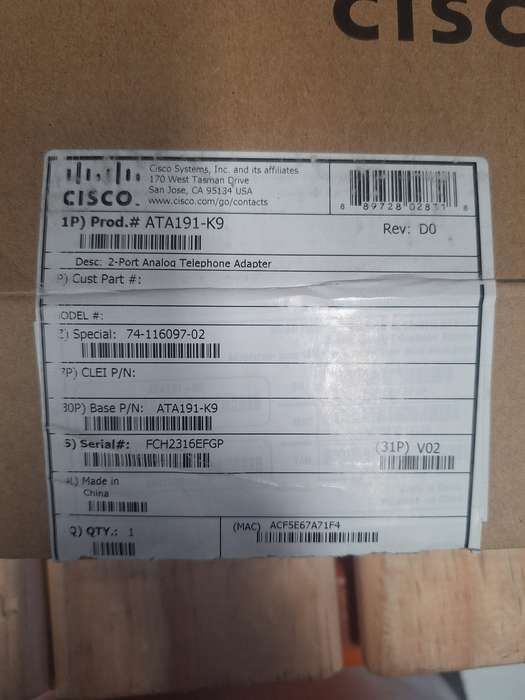 CISC
Cisco Systems, Inc. and its affiliates
170 West Tasman Drive
San Jose, CA 95134 USA
www.cisco.com/go/contacts
CISCO.
8 89728 02871 8
1P) Prod.# ATA191-K9
Rev: D0
Desc: 2-Port Analog Telephone Adapter
P) Cust Part #:
ODEL #:
) Special: 74-116097-02
P) CLEI P/N:
30P) Base P/N: ATA191-K9
S) Serial#: FCH2316EFGP
(31P) V02
L) Made in
China
Q) QTY.: 1
(MAC) ACF5E67A71F4